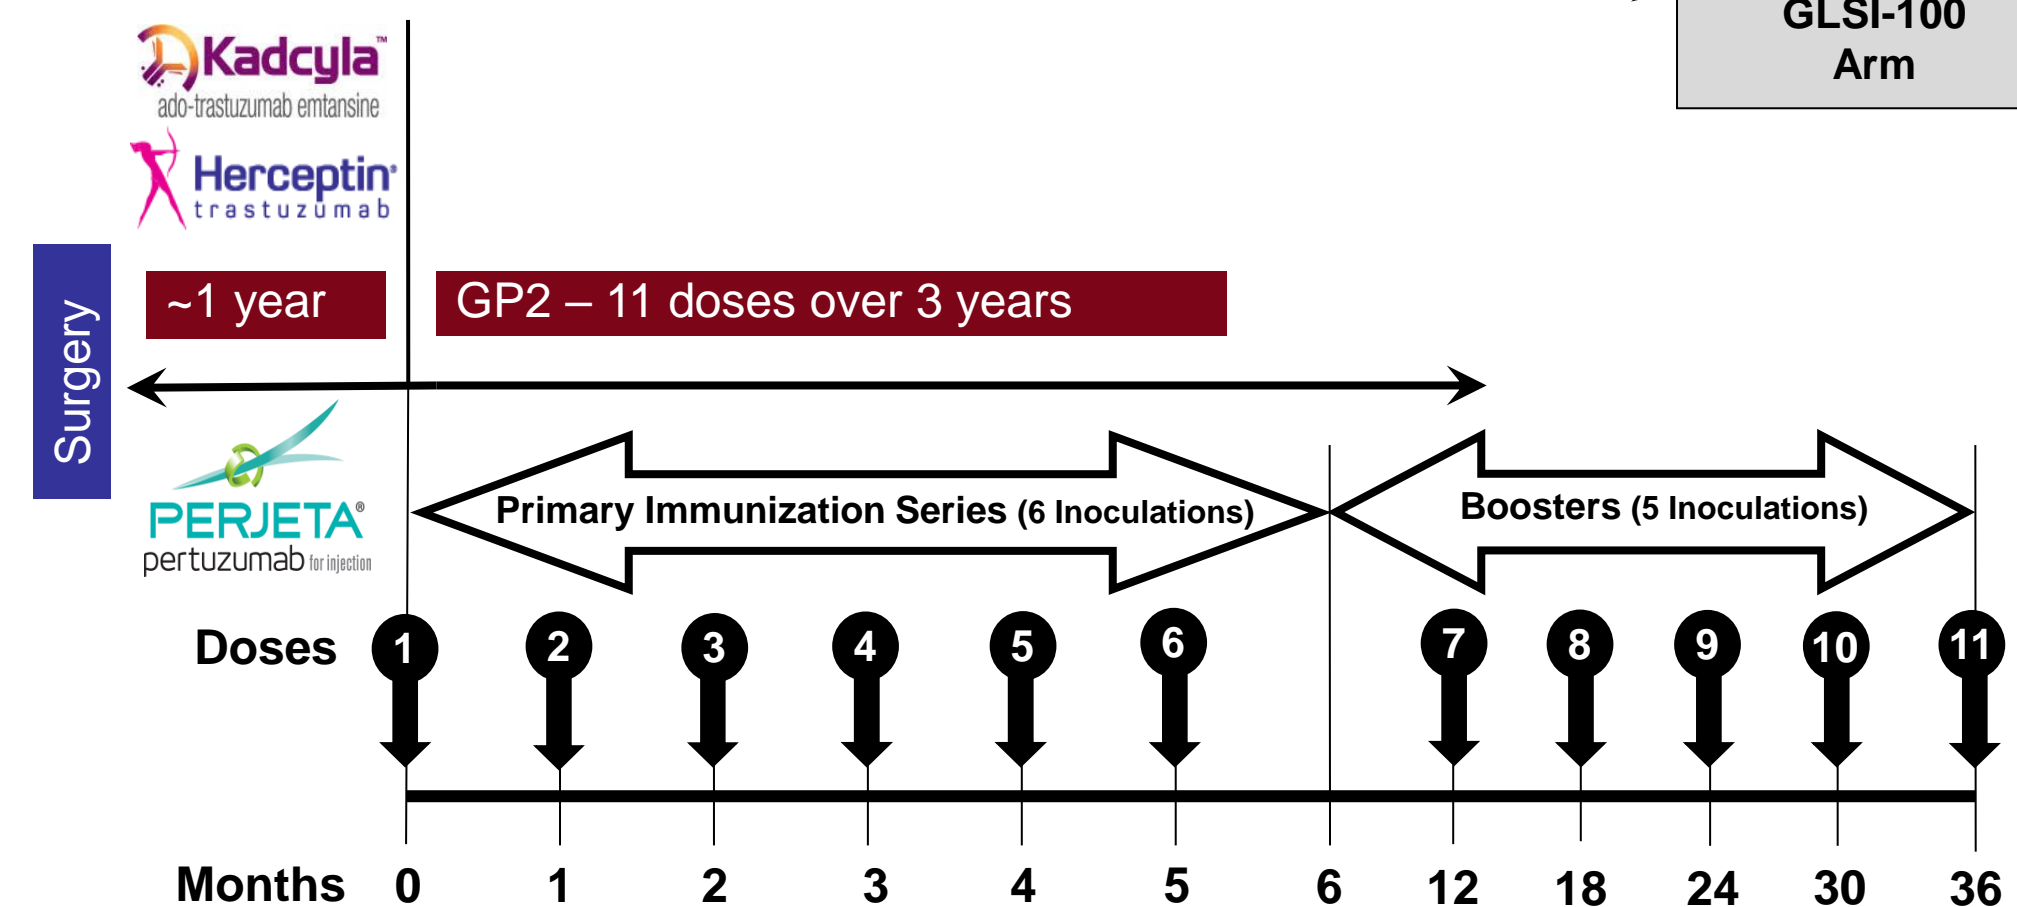 GLSI-100
Arm
Kadcyla™
ado-trastuzumab emtansine
Herceptin®
trastuzumab
Surgery
~1 year
GP2 – 11 doses over 3 years
PERJETA®
pertuzumab for injection
Primary Immunization Series (6 Inoculations)
Boosters (5 Inoculations)
Doses 1 2 3 4 5 6 7 8 9 10 11
Months 0 1 2 3 4 5 6 12 18 24 30 36